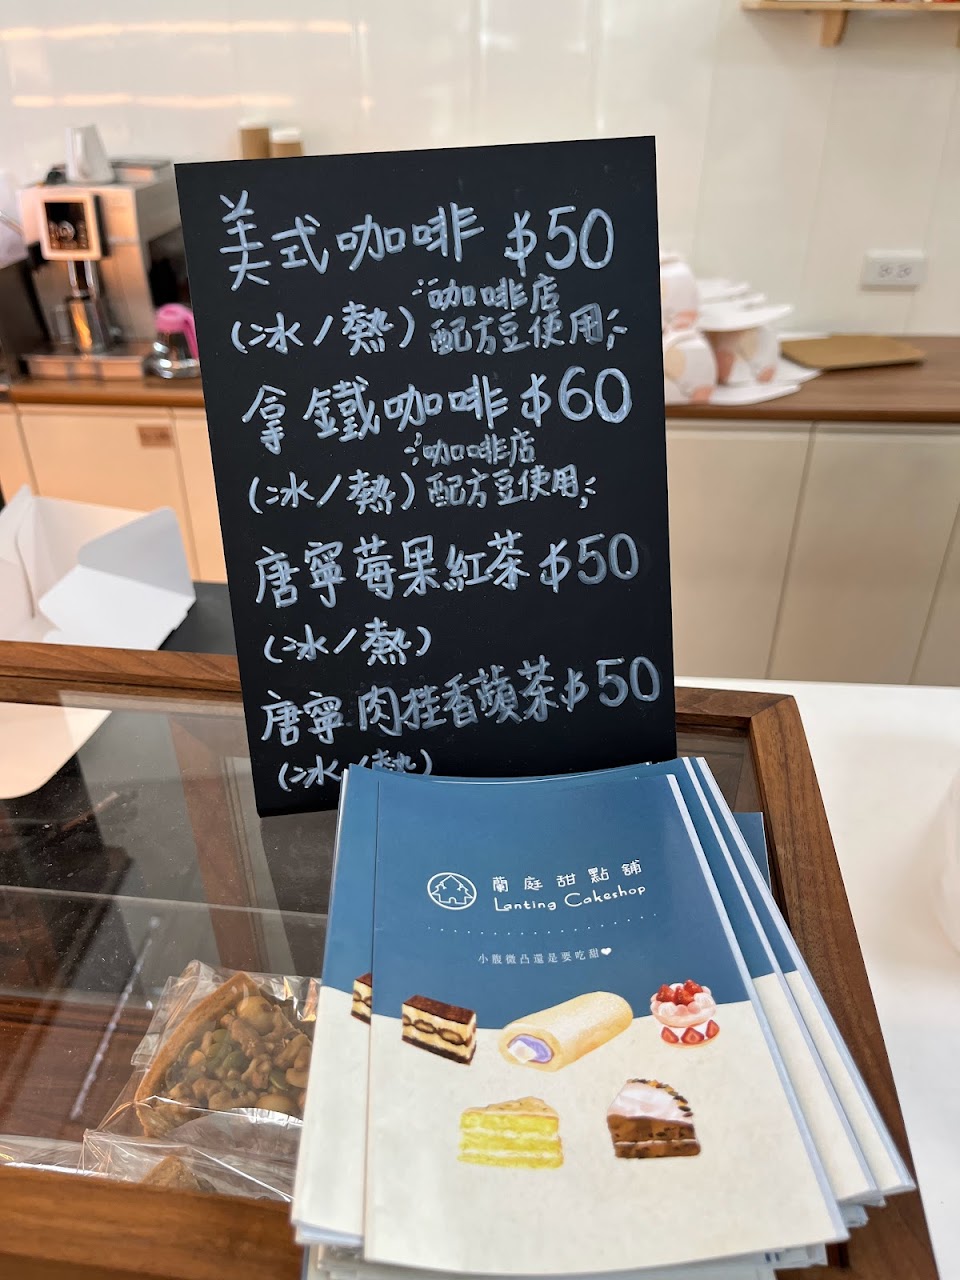 美式咖啡 $50
咖啡店
(冰/熱) 配方豆使用
拿鐵咖啡 $60
咖啡店
(冰/熱) 配方豆使用
唐寧莓果紅茶 $50
(冰/熱)
唐寧肉桂香蘋茶 $50
(冰/熱)
蘭庭甜點舖
Lanting Cakeshop
小腹微凸還是要吃甜❤